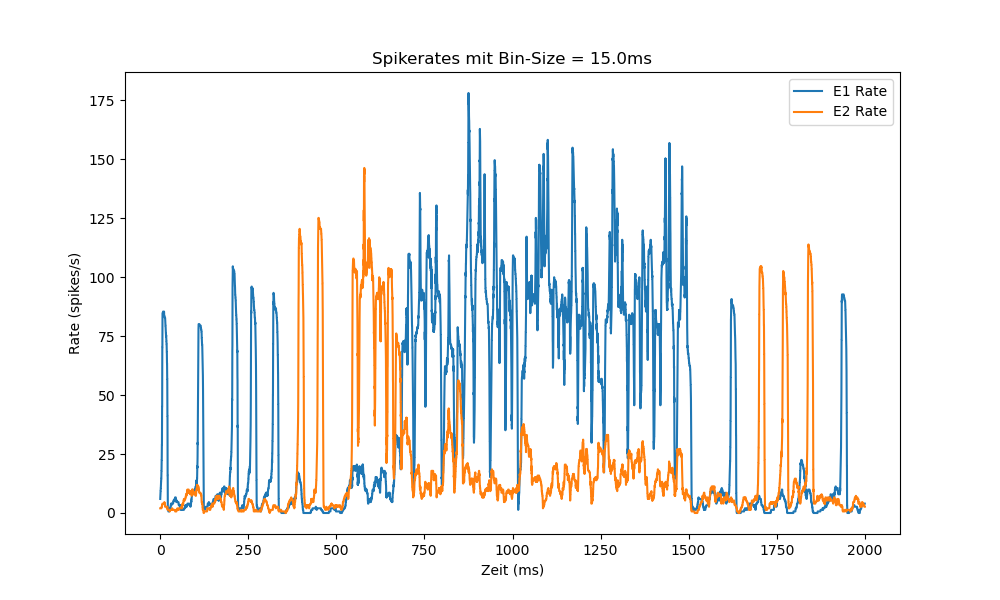 Spikerates mit Bin-Size = 15.0ms
E1 Rate
E2 Rate
175
150
125
100
75
50
25
0
Rate (spikes/s)
0 250 500 750 1000 1250 1500 1750 2000
Zeit (ms)